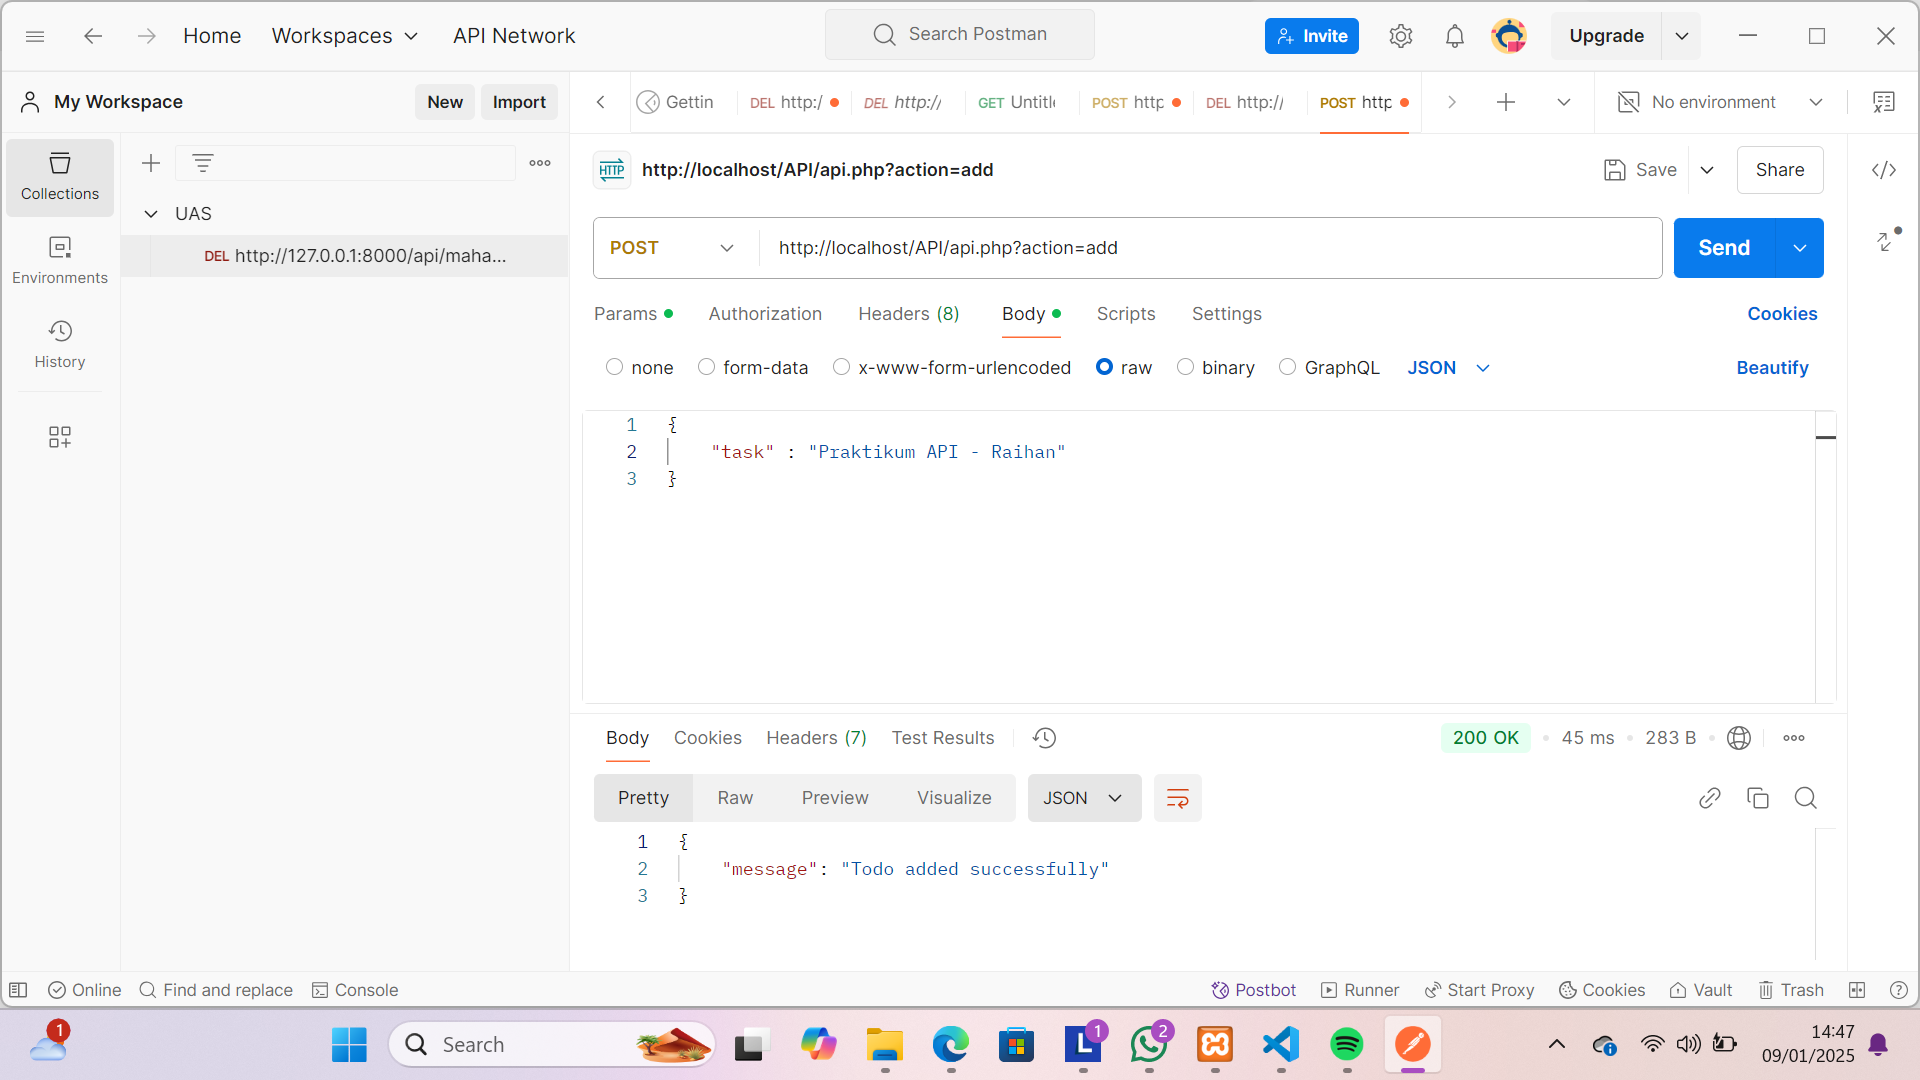 Home Workspaces API Network Search Postman Invite Upgrade
My Workspace New Import Gettin DEL http:/ DEL http:// GET Untitle POST http DEL http:// POST http No environment
Collections
Environments
History
UAS
DEL http://127.0.0.1:8000/api/maha...
HTTP http://localhost/API/api.php?action=add Save Share
POST http://localhost/API/api.php?action=add Send
Params Authorization Headers (8) Body Scripts Settings Cookies
none form-data x-www-form-urlencoded raw binary GraphQL JSON Beautify
1 {
2 "task" : "Praktikum API - Raihan"
3 }
Body Cookies Headers (7) Test Results 200 OK 45 ms 283 B
Pretty Raw Preview Visualize JSON
1 {
2 "message": "Todo added successfully"
3 }
Online Find and replace Console Postbot Runner Start Proxy Cookies Vault Trash
1 Search L 1 2 14:47
09/01/2025